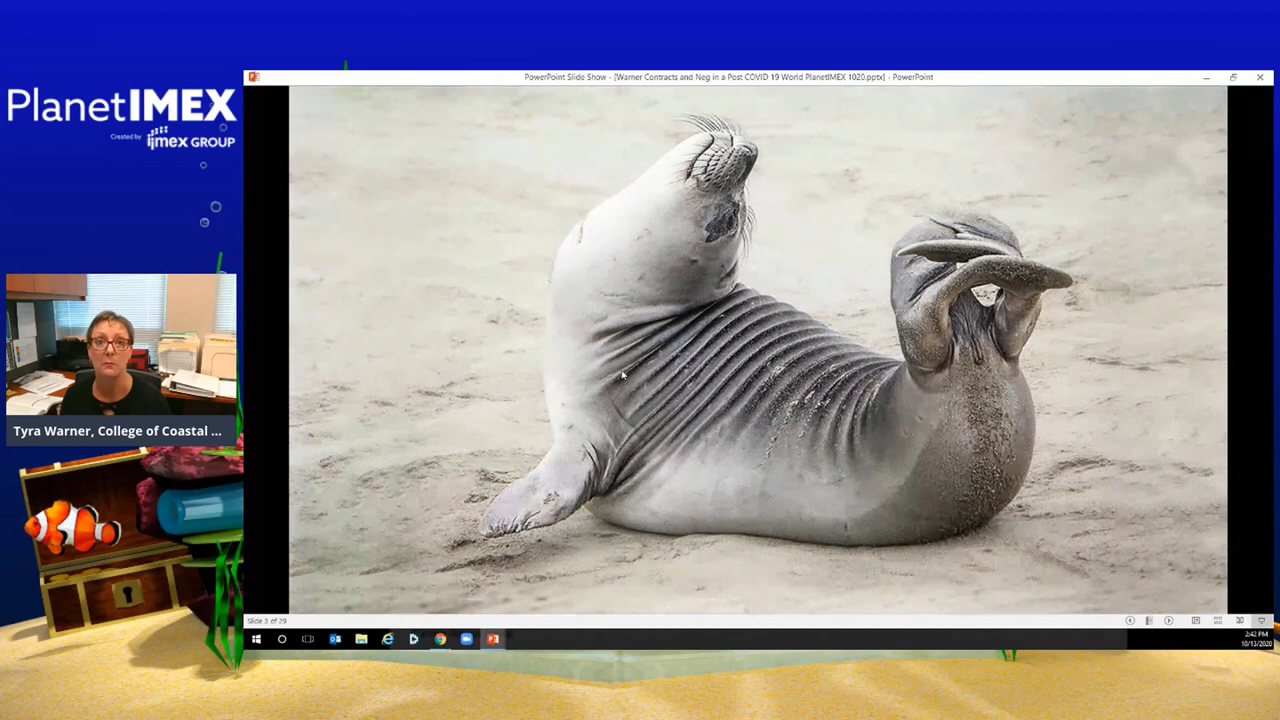 PlanetIMEX
Created by imex GROUP
PowerPoint Slide Show - [Warner Contracts and Neg in a Post COVID 19 World PlanetIMEX 1020.pptx] - PowerPoint
Tyra Warner, College of Coastal ...
Slide 3 of 29
2:42 PM
10/13/2020